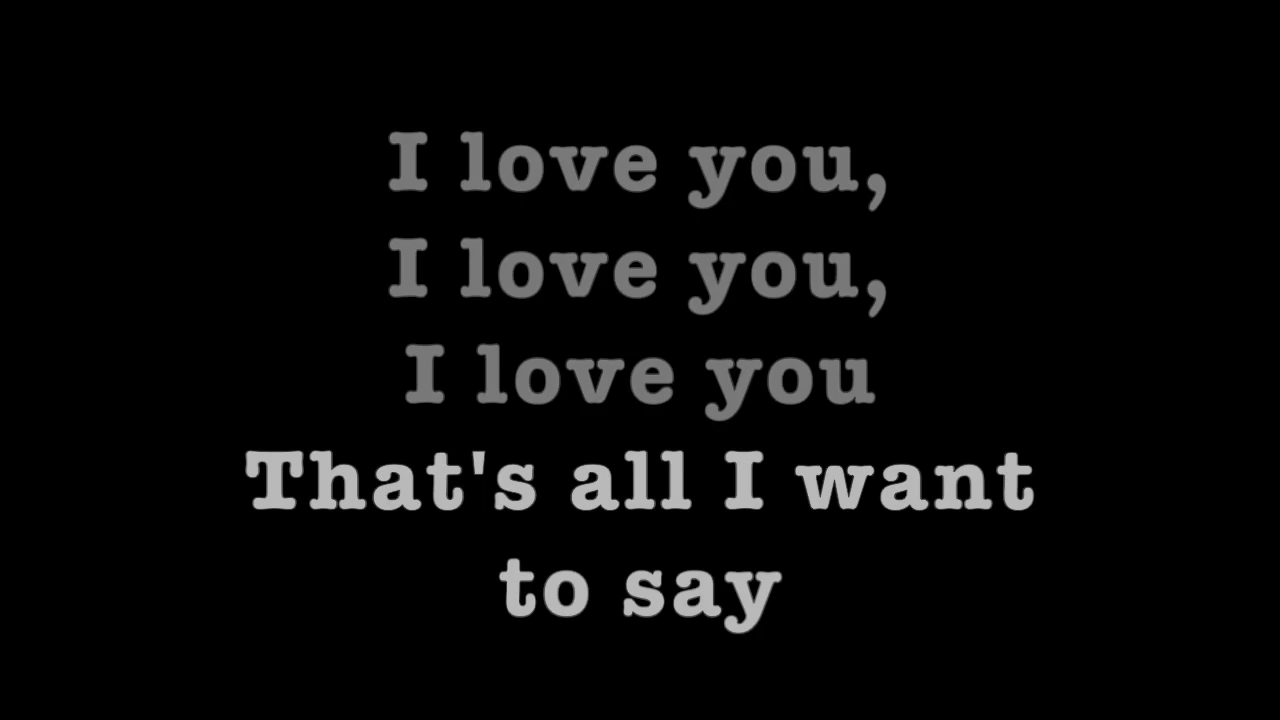 I love you,
I love you,
I love you
That's all I want
to say